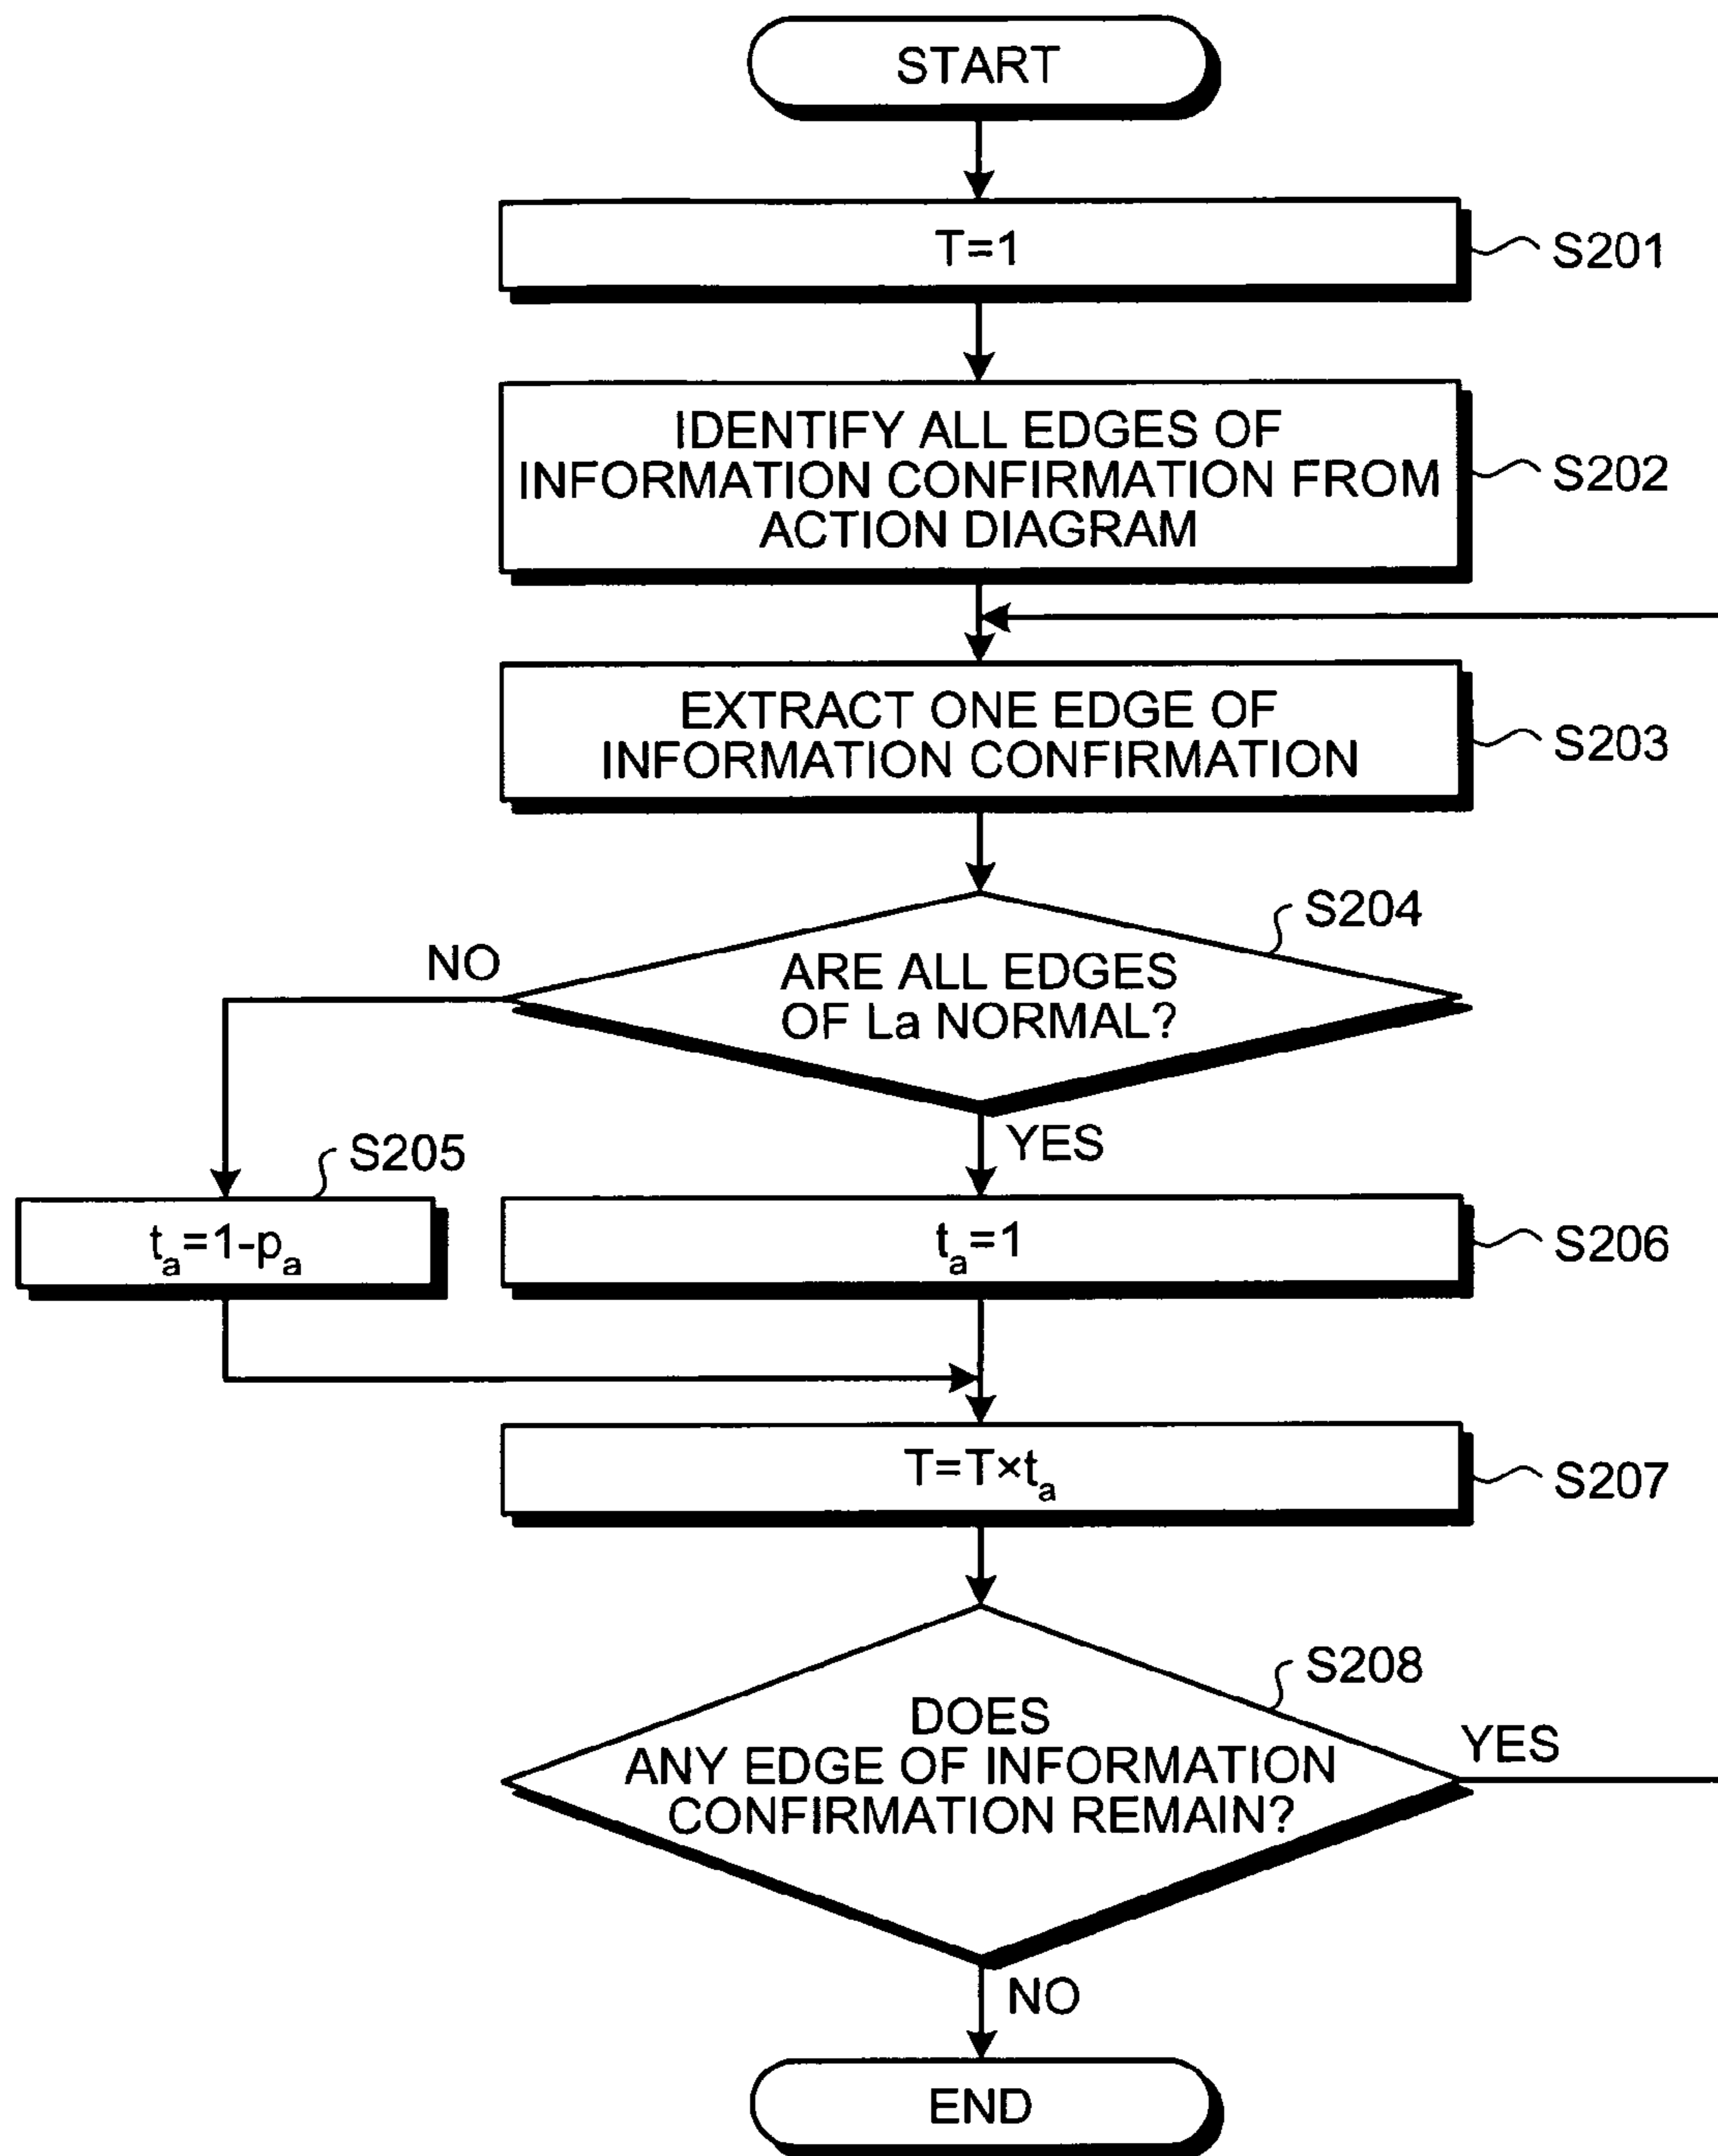 START
T=1
S201
IDENTIFY ALL EDGES OF
INFORMATION CONFIRMATION FROM
ACTION DIAGRAM
S202
EXTRACT ONE EDGE OF
INFORMATION CONFIRMATION
S203
S204
NO
ARE ALL EDGES
OF La NORMAL?
YES
S205
tₐ=1-pₐ
tₐ=1
S206
T=T×tₐ
S207
S208
DOES
ANY EDGE OF INFORMATION
CONFIRMATION REMAIN?
YES
NO
END